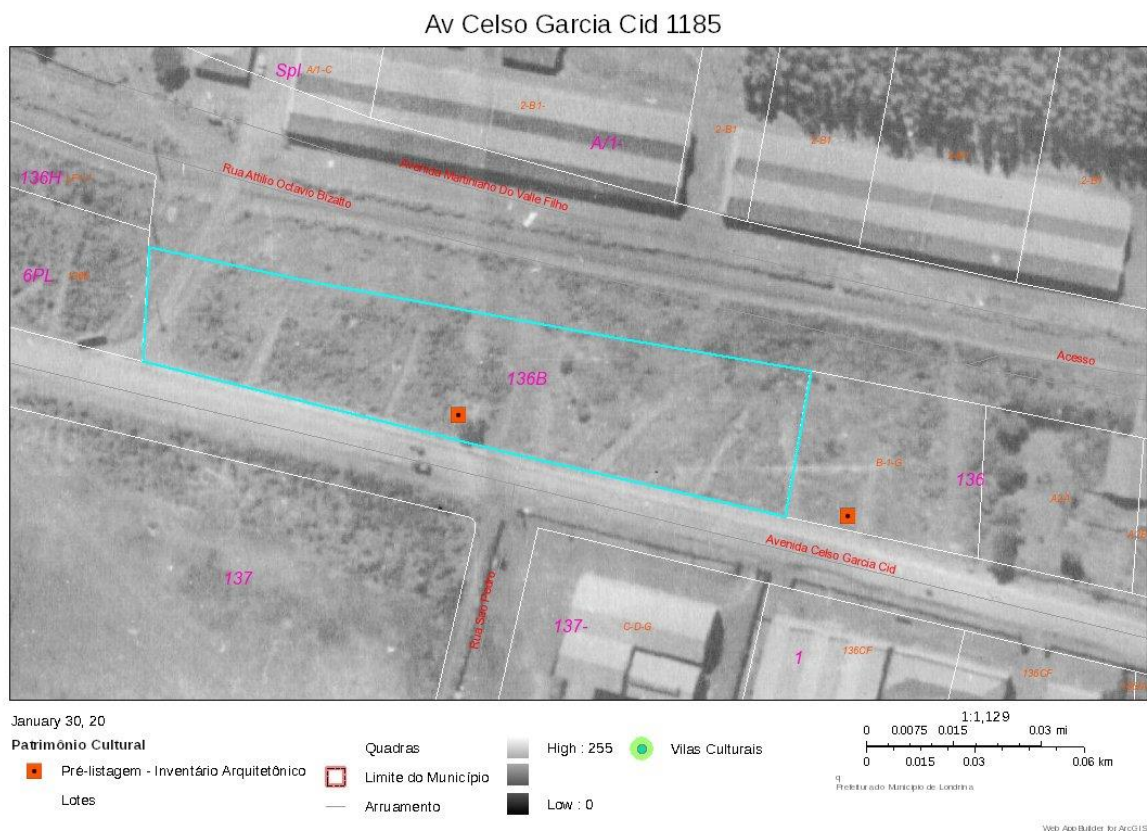 Av Celso Garcia Cid 1185
Spl
A/1-C
2-B1-
A/1-
2-B1
2-B1
2-B1
136H
Rua Attilio Octavio Bizatto
Avenida Martiniano Do Valle Filho
6PL
Acesso
136B
B-1-G
136
A2-A
Avenida Celso Garcia Cid
137
Rua São Pedro
137-
C-D-G
1
136CF
136CF
January 30, 20
Património Cultural
Pré-listagem - Inventário Arquitetônico
Lotes
Quadras
Limite do Município
Arruamento
High : 255
Low : 0
Vilas Culturais
1:1,129
0 0.0075 0.015 0.03 mi
0 0.015 0.03 0.06 km
q
Prefeitura do Município de Londrina
Web AppBuilder for ArcGIS